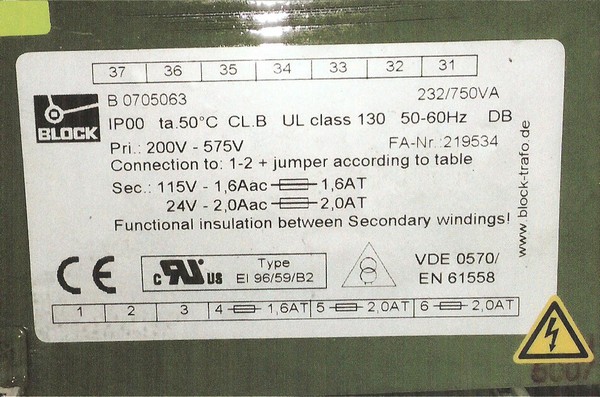 37 36 35 34 33 32 31
BLOCK
B 0705063 232/750VA
IP00 ta.50°C CL.B UL class 130 50-60Hz DB
Pri.: 200V - 575V FA-Nr.:219534
Connection to: 1-2 + jumper according to table
Sec.: 115V - 1,6Aac 1,6AT
24V - 2,0Aac 2,0AT
Functional insulation between Secondary windings!
www.block-trafo.de
CE
c RU US
Type
EI 96/59/B2
VDE 0570/
EN 61558
1 2 3 4 1,6AT 5 2,0AT 6 2,0AT